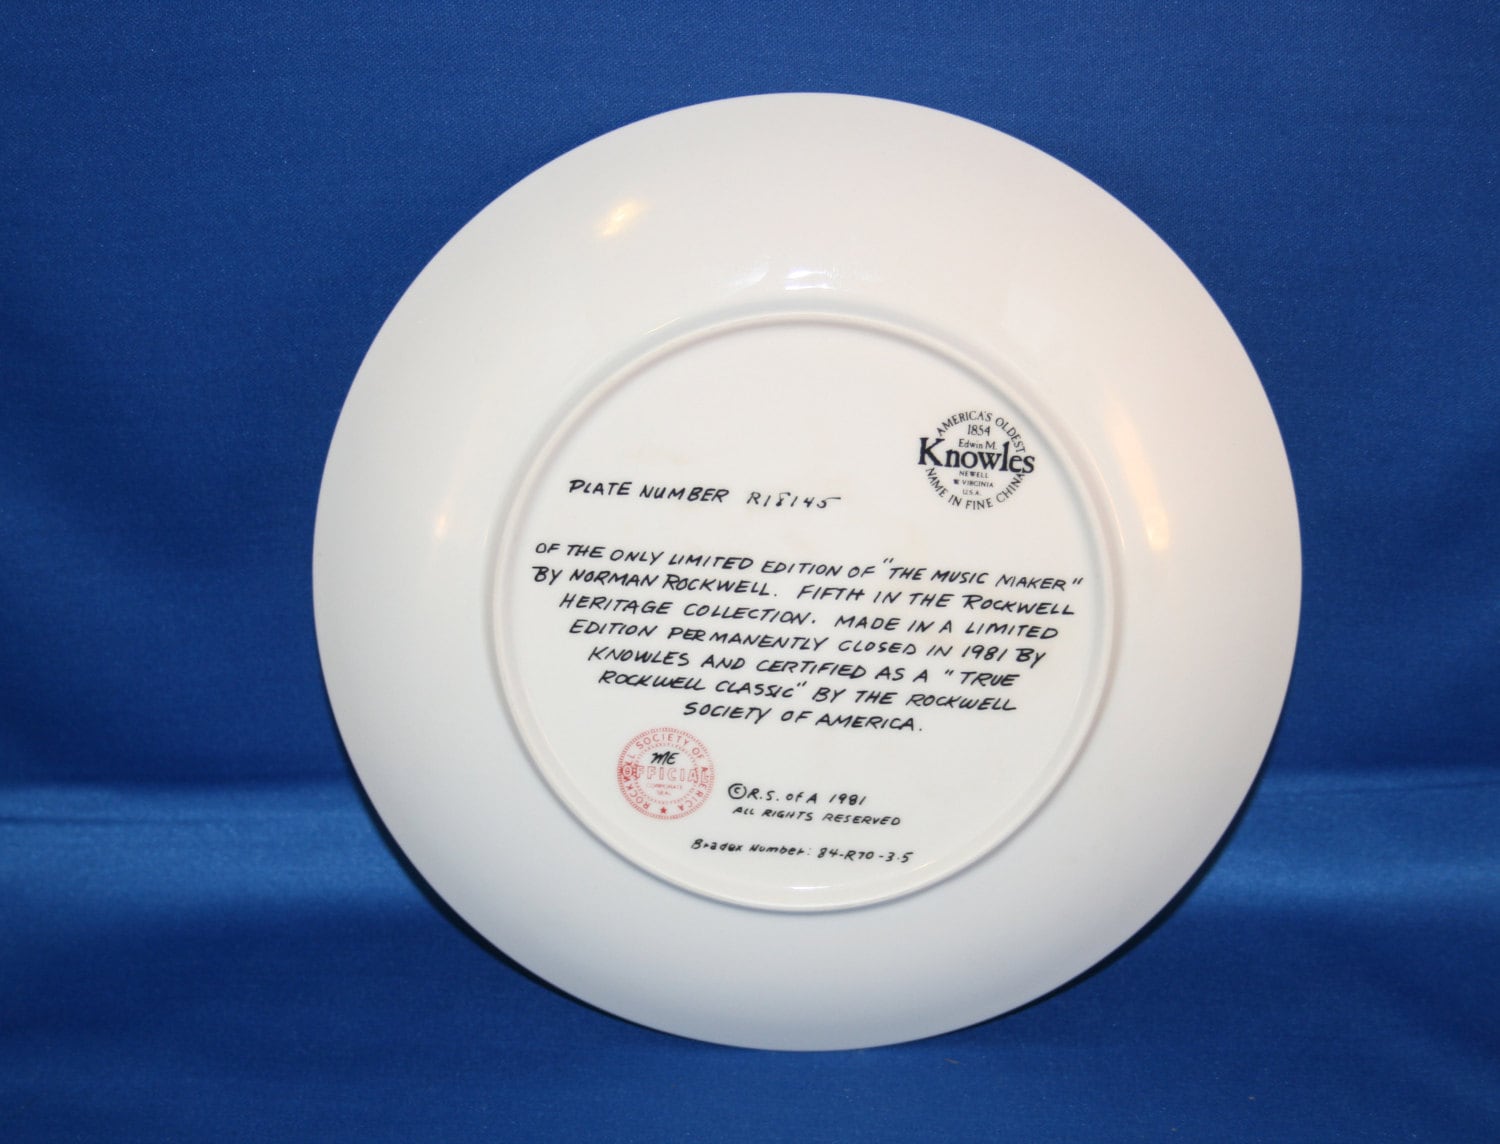 AMERICA'S OLDEST
1854
Edwin M.
Knowles
NEWELL
W. VIRGINIA
U.S.A.
NAME IN FINE CHINA
PLATE NUMBER R18145
OF THE ONLY LIMITED EDITION OF "THE MUSIC MAKER"
BY NORMAN ROCKWELL. FIFTH IN THE ROCKWELL
HERITAGE COLLECTION. MADE IN A LIMITED
EDITION PERMANENTLY CLOSED IN 1981 BY
KNOWLES AND CERTIFIED AS A "TRUE
ROCKWELL CLASSIC" BY THE ROCKWELL
SOCIETY OF AMERICA.
ROCKWELL SOCIETY OF AMERICA
ME
OFFICIAL
CORPORATE
SEAL
©R.S. of A 1981
ALL RIGHTS RESERVED
Bradex Number: 84-R70-3.5